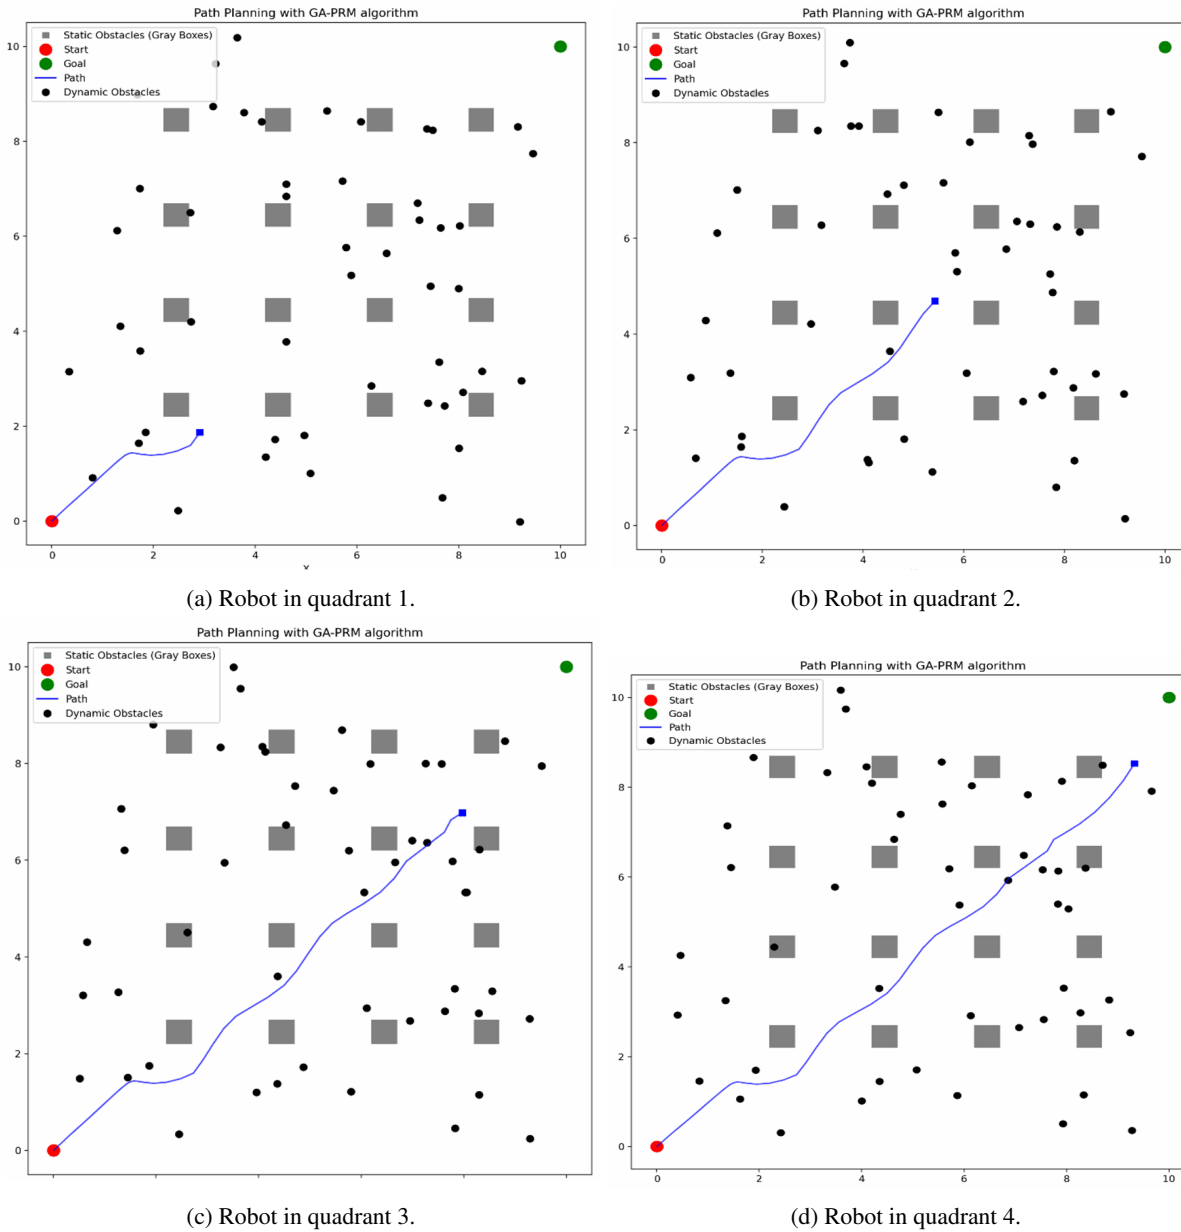 Path Planning with GA-PRM algorithm
Static Obstacles (Gray Boxes)
Start
Goal
Path
Dynamic Obstacles
10
8
6
4
2
0
0 2 4 6 8 10
x
(a) Robot in quadrant 1.
Path Planning with GA-PRM algorithm
Static Obstacles (Gray Boxes)
Start
Goal
Path
Dynamic Obstacles
10
8
6
4
2
0
0 2 4 6 8 10
(b) Robot in quadrant 2.
Path Planning with GA-PRM algorithm
Static Obstacles (Gray Boxes)
Start
Goal
Path
Dynamic Obstacles
10
8
6
4
2
0
(c) Robot in quadrant 3.
Path Planning with GA-PRM algorithm
Static Obstacles (Gray Boxes)
Start
Goal
Path
Dynamic Obstacles
10
8
6
4
2
0
0 2 4 6 8 10
(d) Robot in quadrant 4.